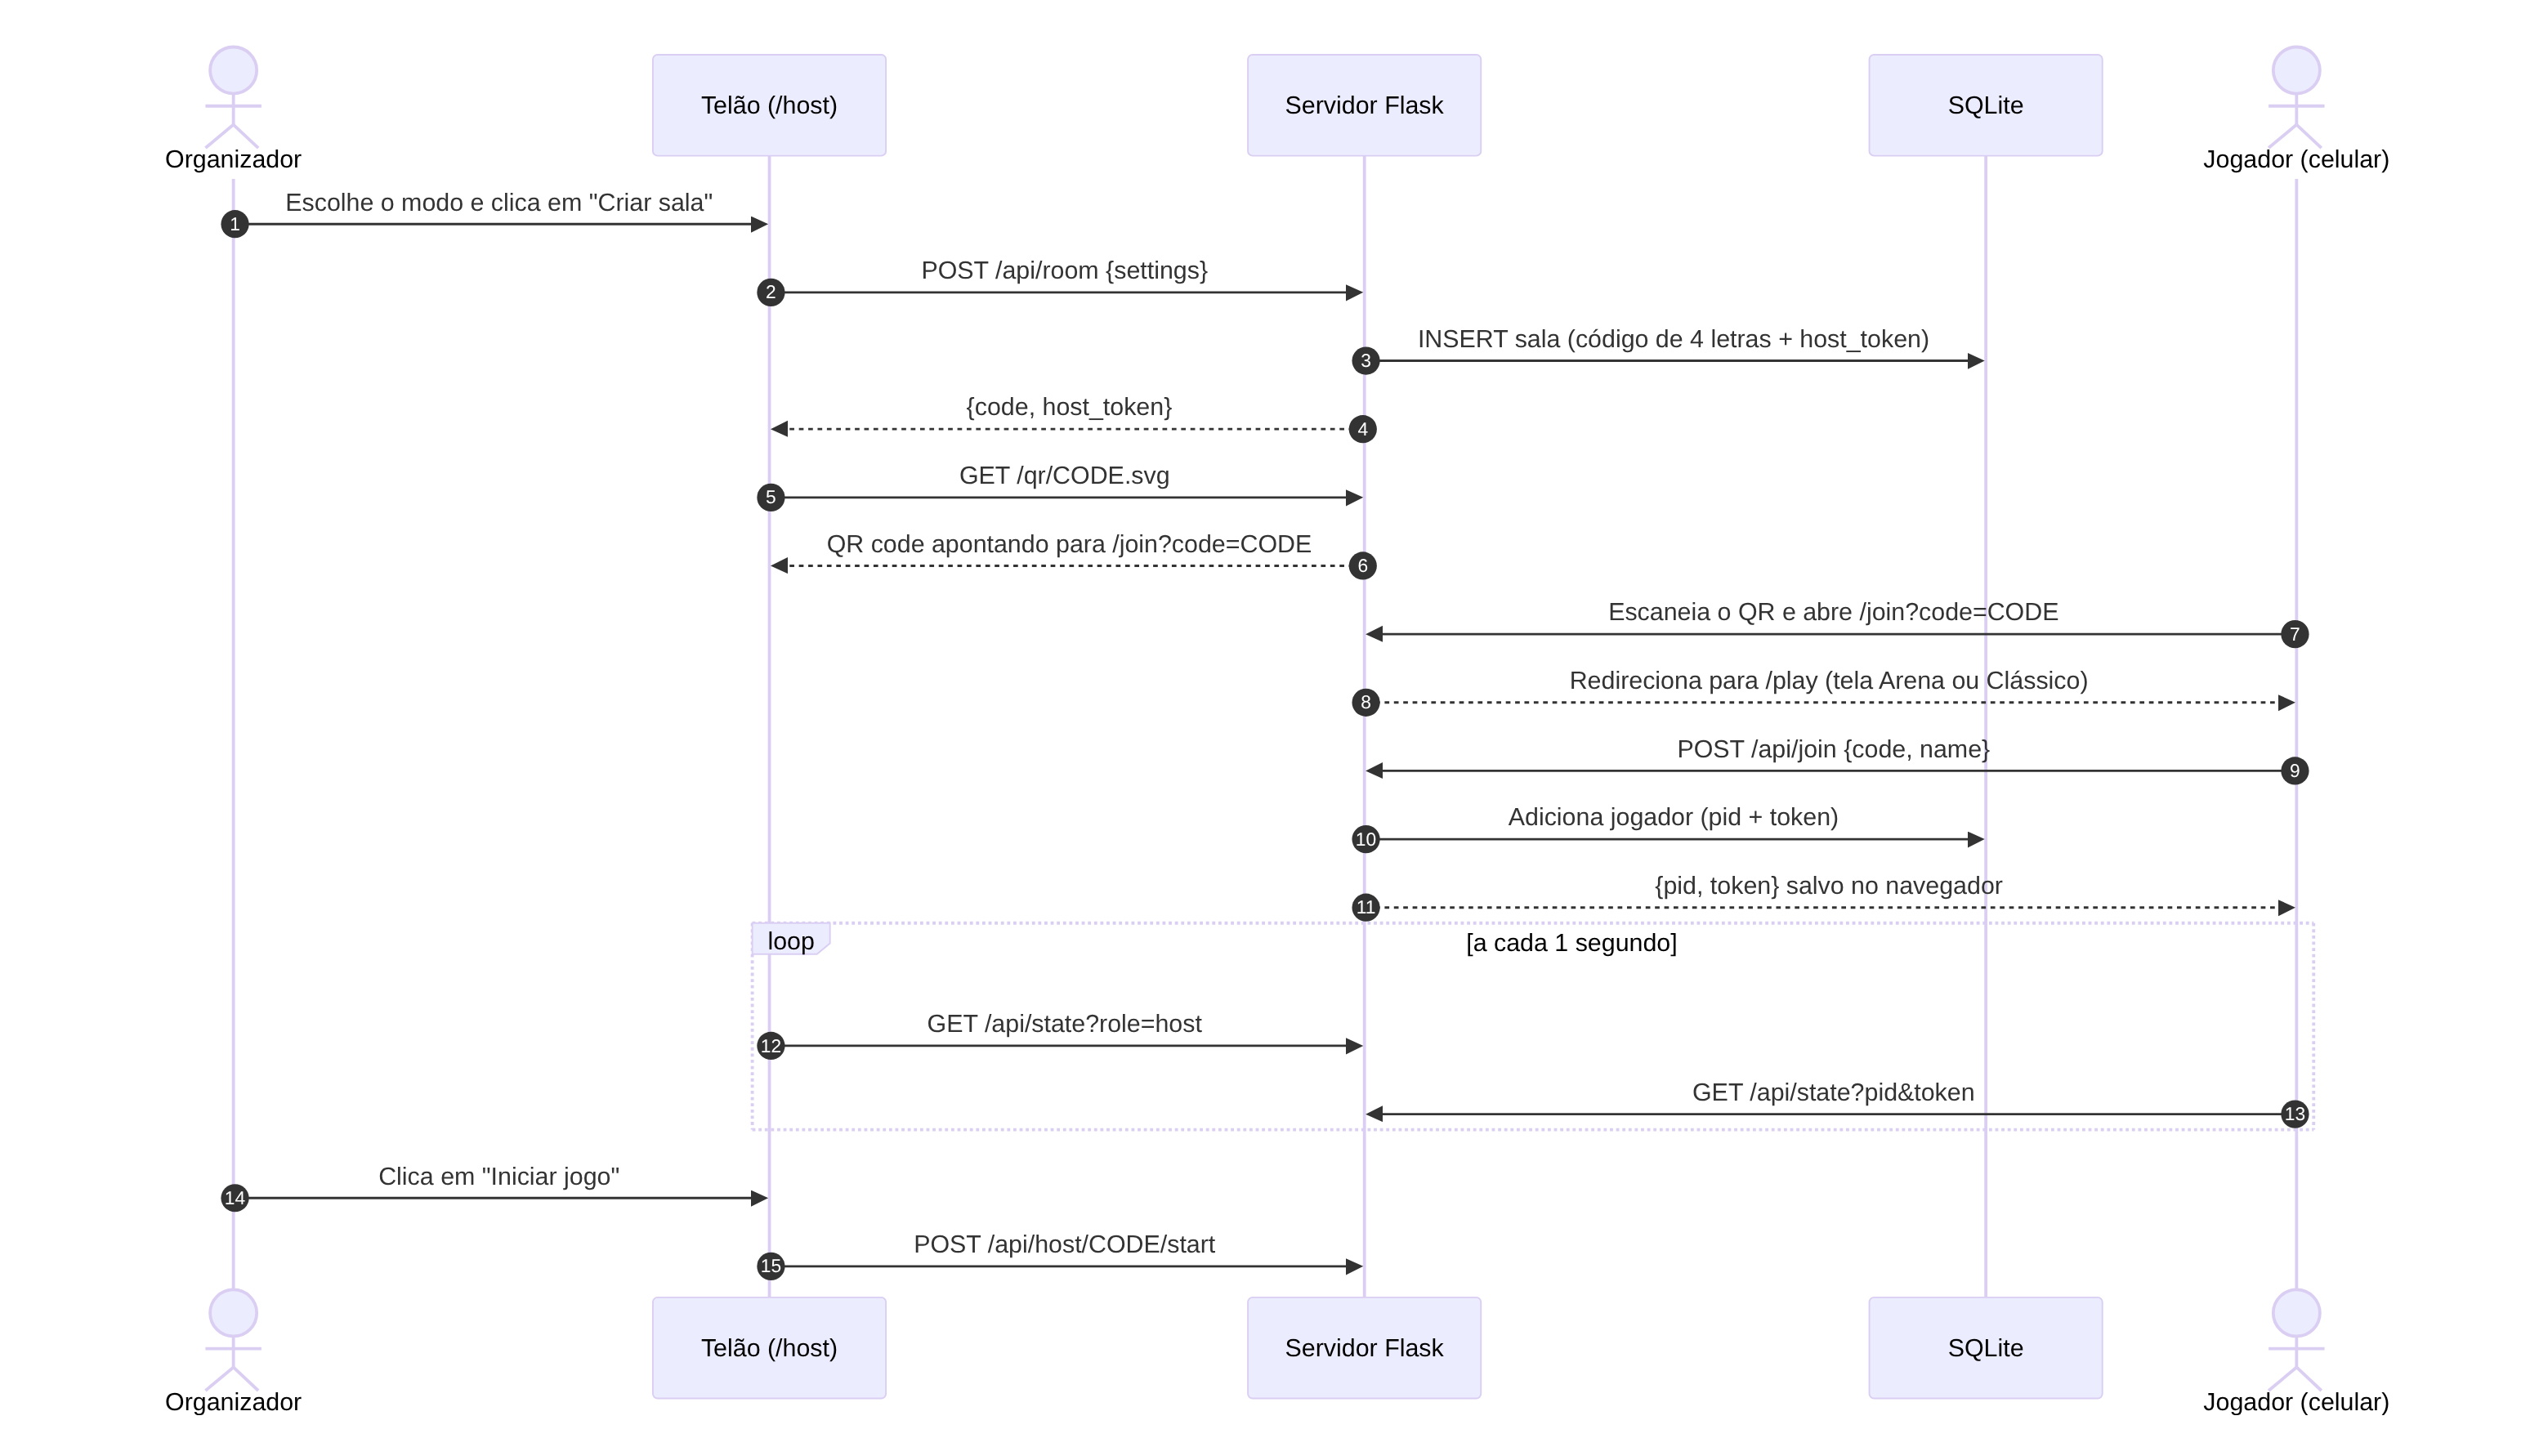 Organizador
Telão (/host)
Servidor Flask
SQLite
Jogador (celular)
Escolhe o modo e clica em "Criar sala"
1
POST /api/room {settings}
2
INSERT sala (código de 4 letras + host_token)
3
{code, host_token}
4
GET /qr/CODE.svg
5
QR code apontando para /join?code=CODE
6
Escaneia o QR e abre /join?code=CODE
7
Redireciona para /play (tela Arena ou Clássico)
8
POST /api/join {code, name}
9
Adiciona jogador (pid + token)
10
{pid, token} salvo no navegador
11
loop
[a cada 1 segundo]
GET /api/state?role=host
12
GET /api/state?pid&token
13
Clica em "Iniciar jogo"
14
POST /api/host/CODE/start
15
Organizador
Telão (/host)
Servidor Flask
SQLite
Jogador (celular)